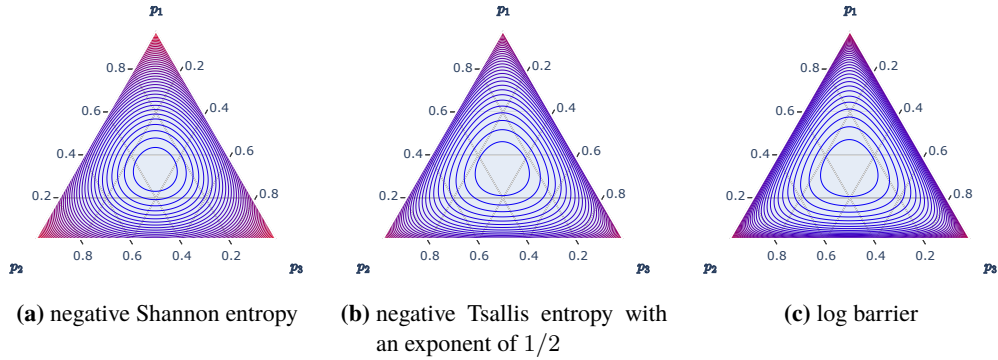 p₁ p₁ p₁
0.8 0.2 0.8 0.2 0.8 0.2
0.6 0.4 0.6 0.4 0.6 0.4
0.4 0.6 0.4 0.6 0.4 0.6
0.2 0.8 0.2 0.8 0.2 0.8
0.8 0.6 0.4 0.2 0.8 0.6 0.4 0.2 0.8 0.6 0.4 0.2
p₂ p₃ p₂ p₃ p₂ p₃
(a) negative Shannon entropy
(b) negative Tsallis entropy with
an exponent of 1/2
(c) log barrier